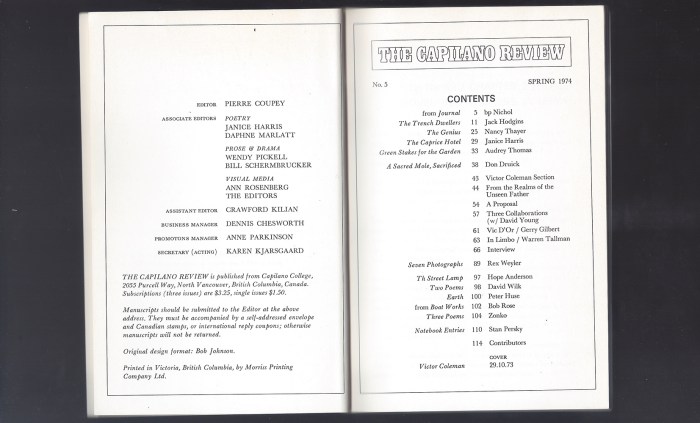 EDITOR PIERRE COUPEY
ASSOCIATE EDITORS POETRY
JANICE HARRIS
DAPHNE MARLATT
PROSE & DRAMA
WENDY PICKELL
BILL SCHERMBRUCKER
VISUAL MEDIA
ANN ROSENBERG
THE EDITORS
ASSISTANT EDITOR CRAWFORD KILIAN
BUSINESS MANAGER DENNIS CHESWORTH
PROMOTONS MANAGER ANNE PARKINSON
SECRETARY (ACTING) KAREN KJARSGAARD
THE CAPILANO REVIEW is published from Capilano College,
2055 Purcell Way, North Vancouver, British Columbia, Canada.
Subscriptions (three issues) are $3.25, single issues $1.50.
Manuscripts should be submitted to the Editor at the above
address. They must be accompanied by a self-addressed envelope
and Canadian stamps, or international reply coupons; otherwise
manuscripts will not be returned.
Original design format: Bob Johnson.
Printed in Victoria, British Columbia, by Morriss Printing
Company Ltd.
THE CAPILANO REVIEW
No. 5 SPRING 1974
CONTENTS
from Journal 5 bp Nichol
The Trench Dwellers 11 Jack Hodgins
The Genius 25 Nancy Thayer
The Caprice Hotel 29 Janice Harris
Green Stakes for the Garden 33 Audrey Thomas
A Sacred Mole, Sacrificed 38 Don Druick
43 Victor Coleman Section
44 From the Realms of the
Unseen Father
54 A Proposal
57 Three Collaborations
(w/ David Young
61 Vic D'Or / Gerry Gilbert
63 In Limbo / Warren Tallman
66 Interview
Seven Photographs 89 Rex Weyler
Th Street Lamp 97 Hope Anderson
Two Poems 98 David Wilk
Earth 100 Peter Huse
from Boat Works 102 Bob Rose
Three Poems 104 Zonko
Notebook Entries 110 Stan Persky
114 Contributors
COVER
Victor Coleman 29.10.73